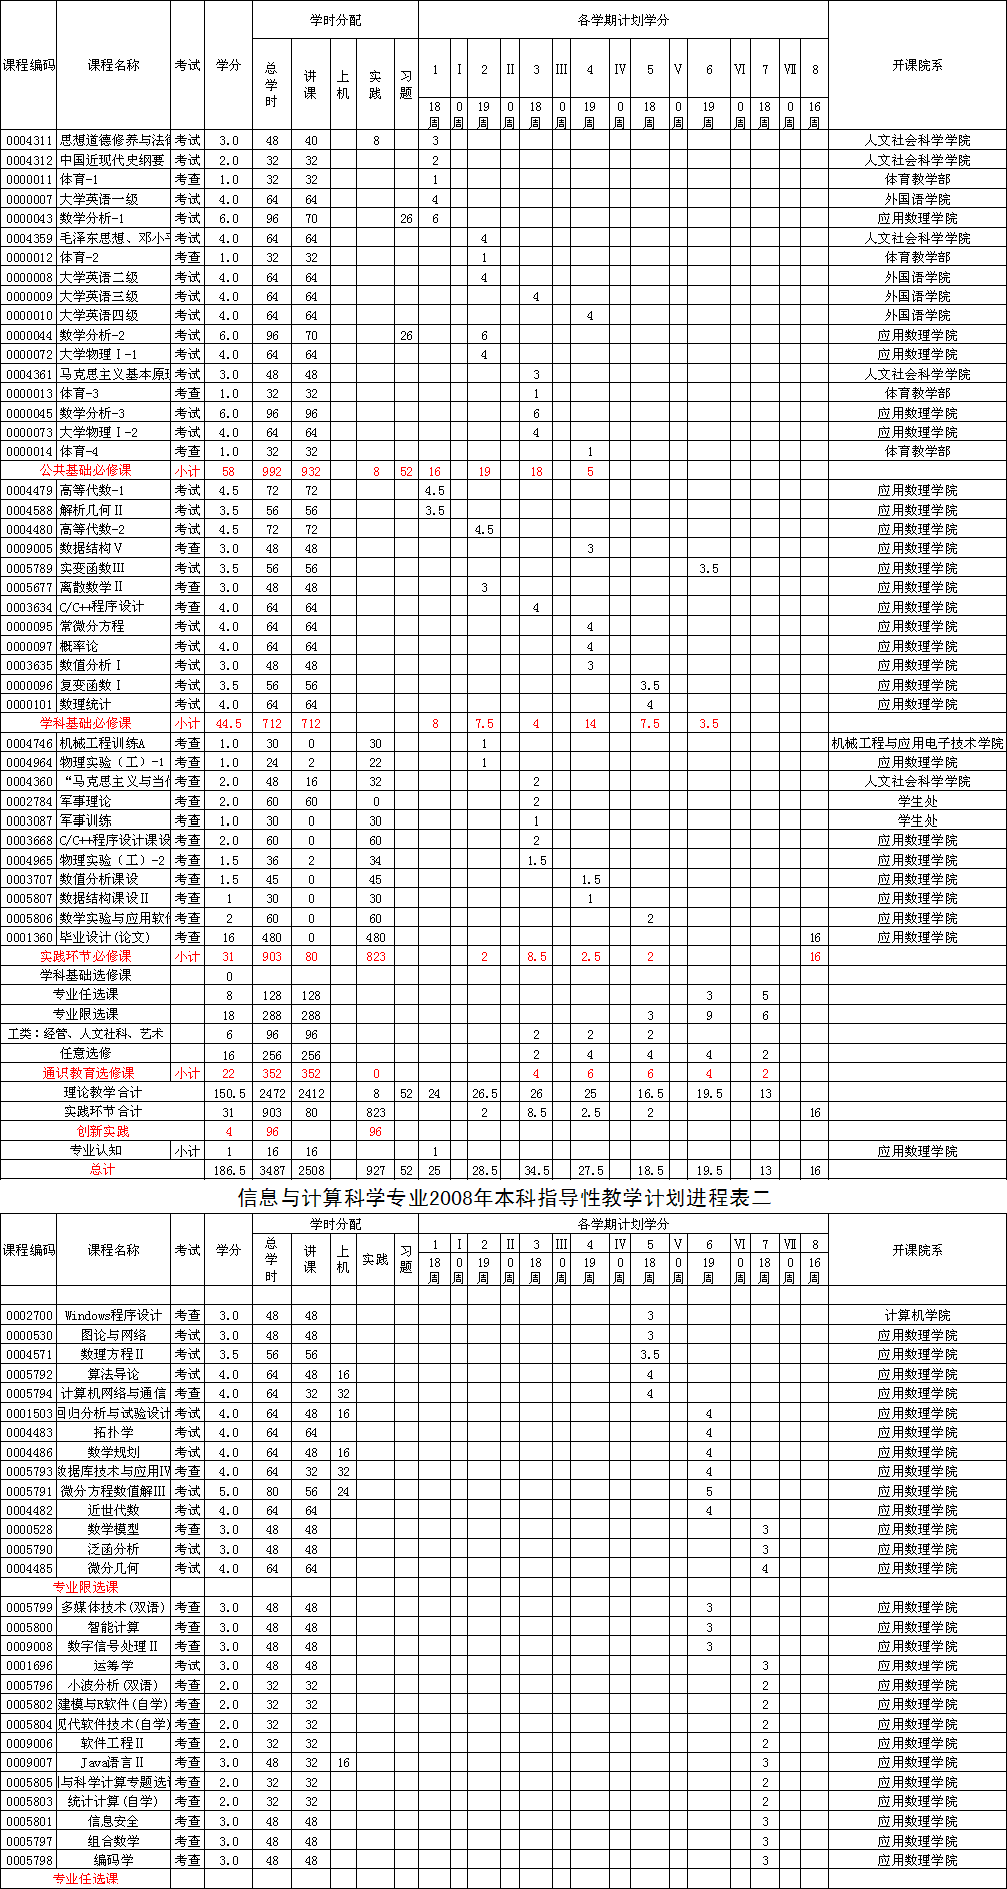 课程编码 课程名称 考试 学分 学时分配 各学期计划学分 开课院系
总学时 讲课 上机 实践 习题 1 Ⅰ 2 Ⅱ 3 Ⅲ 4 Ⅳ 5 Ⅴ 6 Ⅵ 7 Ⅶ 8
18周 0周 19周 0周 18周 0周 19周 0周 18周 0周 19周 0周 18周 0周 16周
0004311 思想道德修养与法律 考试 3.0 48 40 8 3 人文社会科学学院
0004312 中国近现代史纲要 考试 2.0 32 32 2 人文社会科学学院
0000011 体育-1 考查 1.0 32 32 1 体育教学部
0000007 大学英语一级 考试 4.0 64 64 4 外国语学院
0000043 数学分析-1 考试 6.0 96 70 26 6 应用数理学院
0004359 毛泽东思想、邓小平 考试 4.0 64 64 4 人文社会科学学院
0000012 体育-2 考查 1.0 32 32 1 体育教学部
0000008 大学英语二级 考试 4.0 64 64 4 外国语学院
0000009 大学英语三级 考试 4.0 64 64 4 外国语学院
0000010 大学英语四级 考试 4.0 64 64 4 外国语学院
0000044 数学分析-2 考试 6.0 96 70 26 6 应用数理学院
0000072 大学物理Ⅰ-1 考试 4.0 64 64 4 应用数理学院
0004361 马克思主义基本原理 考试 3.0 48 48 3 人文社会科学学院
0000013 体育-3 考查 1.0 32 32 1 体育教学部
0000045 数学分析-3 考试 6.0 96 96 6 应用数理学院
0000073 大学物理Ⅰ-2 考试 4.0 64 64 4 应用数理学院
0000014 体育-4 考查 1.0 32 32 1 体育教学部
公共基础必修课 小计 58 992 932 8 52 16 19 18 5
0004479 高等代数-1 考试 4.5 72 72 4.5 应用数理学院
0004588 解析几何Ⅱ 考试 3.5 56 56 3.5 应用数理学院
0004480 高等代数-2 考试 4.5 72 72 4.5 应用数理学院
0009005 数据结构Ⅴ 考查 3.0 48 48 3 应用数理学院
0005789 实变函数Ⅲ 考试 3.5 56 56 3.5 应用数理学院
0005677 离散数学Ⅱ 考查 3.0 48 48 3 应用数理学院
0003634 C/C++程序设计 考查 4.0 64 64 4 应用数理学院
0000095 常微分方程 考试 4.0 64 64 4 应用数理学院
0000097 概率论 考试 4.0 64 64 4 应用数理学院
0003635 数值分析Ⅰ 考试 3.0 48 48 3 应用数理学院
0000096 复变函数Ⅰ 考试 3.5 56 56 3.5 应用数理学院
0000101 数理统计 考试 4.0 64 64 4 应用数理学院
学科基础必修课 小计 44.5 712 712 8 7.5 4 14 7.5 3.5
0004746 机械工程训练A 考查 1.0 30 0 30 1 机械工程与应用电子技术学院
0004964 物理实验（工）-1 考查 1.0 24 2 22 1 应用数理学院
0004360 “马克思主义与当代 考查 2.0 48 16 32 2 人文社会科学学院
0002784 军事理论 考查 2.0 60 60 0 2 学生处
0003087 军事训练 考查 1.0 30 0 30 1 学生处
0003668 C/C++程序设计课设 考查 2.0 60 0 60 2 应用数理学院
0004965 物理实验（工）-2 考查 1.5 36 2 34 1.5 应用数理学院
0003707 数值分析课设 考查 1.5 45 0 45 1.5 应用数理学院
0005807 数据结构课设Ⅱ 考查 1 30 0 30 1 应用数理学院
0005806 数学实验与应用软件 考查 2 60 0 60 2 应用数理学院
0001360 毕业设计(论文) 考查 16 480 0 480 16 应用数理学院
实践环节必修课 小计 31 903 80 823 2 8.5 2.5 2 16
学科基础选修课 0
专业任选课 8 128 128 3 5
专业限选课 18 288 288 3 9 6
工类：经管、人文社科、艺术 6 96 96 2 2 2
任意选修 16 256 256 2 4 4 4 2
通识教育选修课 小计 22 352 352 0 4 6 6 4 2
理论教学合计 150.5 2472 2412 8 52 24 26.5 26 25 16.5 19.5 13
实践环节合计 31 903 80 823 2 8.5 2.5 2 16
创新实践 4 96 96
专业认知 小计 1 16 16 1 应用数理学院
总计 186.5 3487 2508 927 52 25 28.5 34.5 27.5 18.5 19.5 13 16
信息与计算科学专业2008年本科指导性教学计划进程表二
课程编码 课程名称 考试 学分 学时分配 各学期计划学分 开课院系
总学时 讲课 上机 实践 习题 1 Ⅰ 2 Ⅱ 3 Ⅲ 4 Ⅳ 5 Ⅴ 6 Ⅵ 7 Ⅶ 8
18周 0周 19周 0周 18周 0周 19周 0周 18周 0周 19周 0周 18周 0周 16周
0002700 Windows程序设计 考查 3.0 48 48 3 计算机学院
0000530 图论与网络 考试 3.0 48 48 3 应用数理学院
0004571 数理方程Ⅱ 考试 3.5 56 56 3.5 应用数理学院
0005792 算法导论 考试 4.0 64 48 16 4 应用数理学院
0005794 计算机网络与通信 考查 4.0 64 32 32 4 应用数理学院
0001503 回归分析与试验设计 考试 4.0 64 48 16 4 应用数理学院
0004483 拓扑学 考试 4.0 64 64 4 应用数理学院
0004486 数学规划 考试 4.0 64 48 16 4 应用数理学院
0005793 数据库技术与应用Ⅳ 考查 4.0 64 32 32 4 应用数理学院
0005791 微分方程数值解Ⅲ 考试 5.0 80 56 24 5 应用数理学院
0004482 近世代数 考试 4.0 64 64 4 应用数理学院
0000528 数学模型 考查 3.0 48 48 3 应用数理学院
0005790 泛函分析 考试 3.0 48 48 3 应用数理学院
0004485 微分几何 考试 4.0 64 64 4 应用数理学院
专业限选课
0005799 多媒体技术(双语) 考查 3.0 48 48 3 应用数理学院
0005800 智能计算 考查 3.0 48 48 3 应用数理学院
0009008 数字信号处理Ⅱ 考查 3.0 48 48 3 应用数理学院
0001696 运筹学 考试 3.0 48 48 3 应用数理学院
0005796 小波分析(双语) 考查 2.0 32 32 2 应用数理学院
0005802 建模与R软件(自学) 考查 2.0 32 32 2 应用数理学院
0005804 现代软件技术(自学) 考查 2.0 32 32 2 应用数理学院
0009006 软件工程Ⅱ 考查 2.0 32 32 2 应用数理学院
0009007 Java语言Ⅱ 考查 3.0 48 32 16 3 应用数理学院
0005805 与科学计算专题选讲 考查 2.0 32 32 2 应用数理学院
0005803 统计计算(自学) 考查 2.0 32 32 2 应用数理学院
0005801 信息安全 考查 3.0 48 48 3 应用数理学院
0005797 组合数学 考查 3.0 48 48 3 应用数理学院
0005798 编码学 考查 3.0 48 48 3 应用数理学院
专业任选课